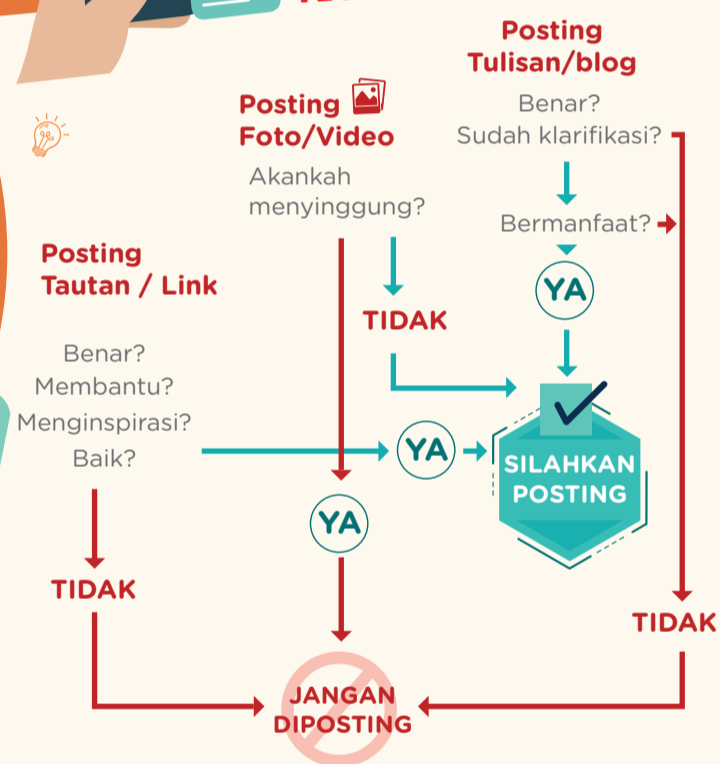 Posting
Tulisan/blog
Benar?
Sudah klarifikasi?
Bermanfaat?
YA
Posting
Foto/Video
Akankah
menyinggung?
TIDAK
YA
Posting
Tautan / Link
Benar?
Membantu?
Menginspirasi?
Baik?
YA
TIDAK
SILAHKAN
POSTING
TIDAK
JANGAN
DIPOSTING